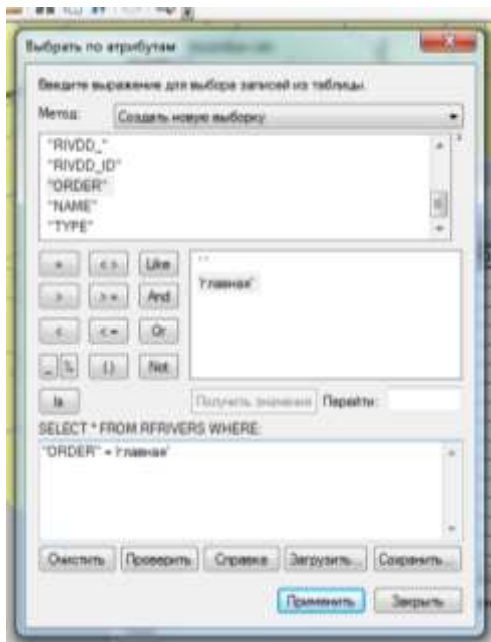 Выбрать по атрибутам
Введите выражение для выбора записей из таблицы.
Метод: Создать новую выборку
"RIVDD_"
"RIVDD_ID"
"ORDER"
"NAME"
"TYPE"
= < > Like
' '
'главная'
> > = And
< < = Or
_ % () Not
Is Получить значения Перейти:
SELECT * FROM RFRIVERS WHERE:
"ORDER" = 'главная'
Очистить Проверить Справка Загрузить... Сохранить...
Применить Закрыть